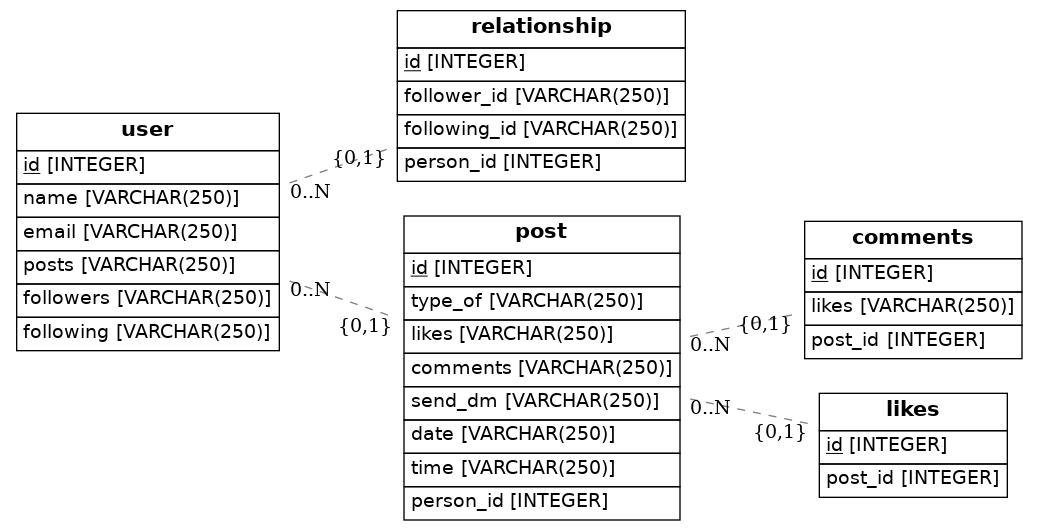 user
id [INTEGER]
name [VARCHAR(250)]
email [VARCHAR(250)]
posts [VARCHAR(250)]
followers [VARCHAR(250)]
following [VARCHAR(250)]
0..N
{0,1}
0..N
{0,1}
relationship
id [INTEGER]
follower_id [VARCHAR(250)]
following_id [VARCHAR(250)]
person_id [INTEGER]
post
id [INTEGER]
type_of [VARCHAR(250)]
likes [VARCHAR(250)]
comments [VARCHAR(250)]
send_dm [VARCHAR(250)]
date [VARCHAR(250)]
time [VARCHAR(250)]
person_id [INTEGER]
0..N
{0,1}
0..N
{0,1}
comments
id [INTEGER]
likes [VARCHAR(250)]
post_id [INTEGER]
likes
id [INTEGER]
post_id [INTEGER]